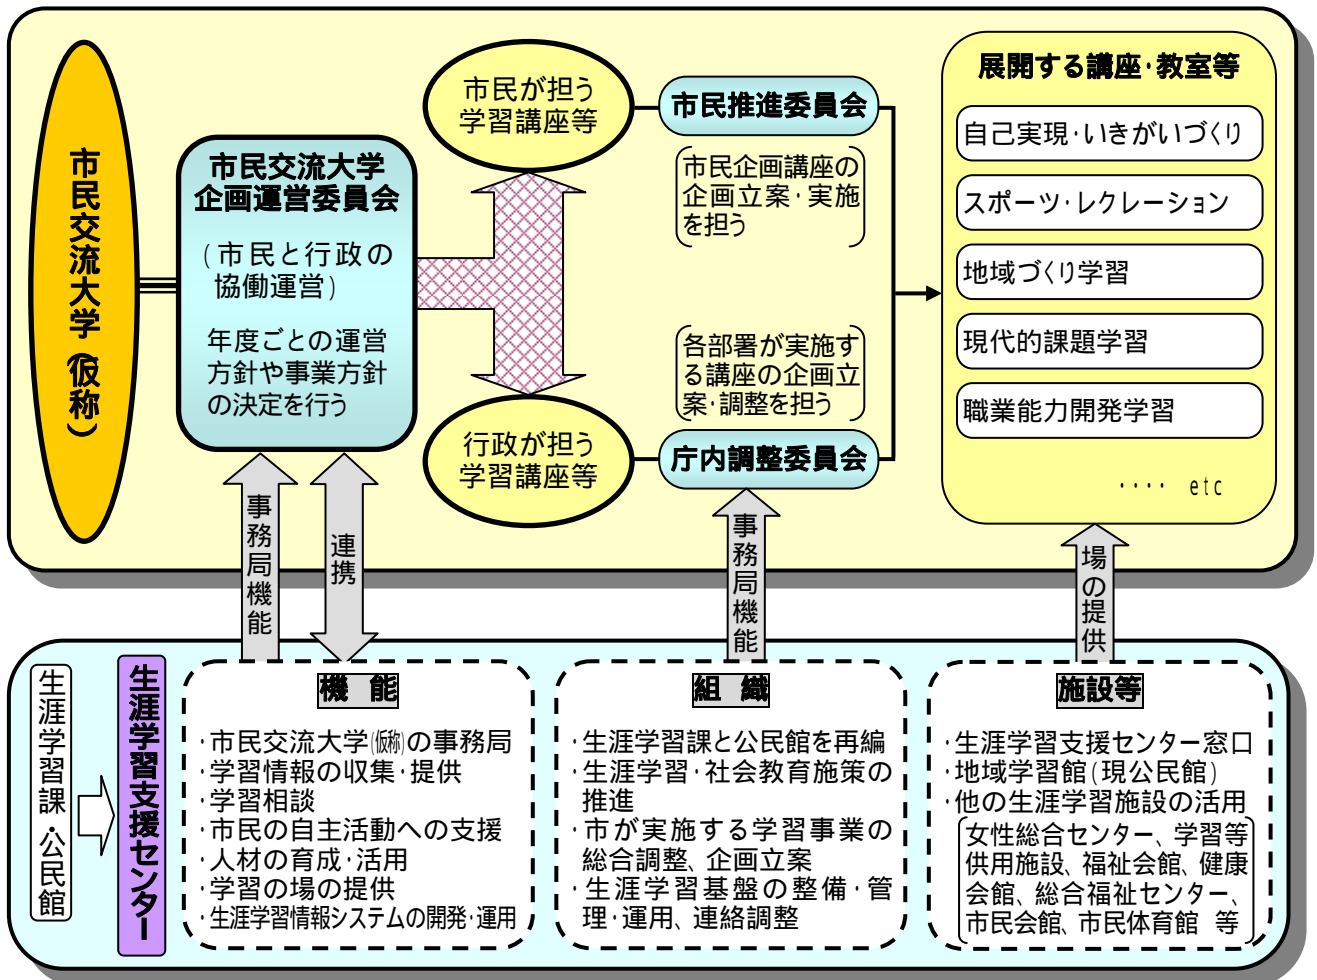 市民交流大学（仮称）
市民交流大学
企画運営委員会
(市民と行政の
協働運営)
年度ごとの運営
方針や事業方針
の決定を行う
市民が担う
学習講座等
行政が担う
学習講座等
市民推進委員会
市民企画講座の
企画立案・実施
を担う
各部署が実施す
る講座の企画立
案・調整を担う
庁内調整委員会
展開する講座・教室等
自己実現・いきがいづくり
スポーツ・レクレーション
地域づくり学習
現代的課題学習
職業能力開発学習
・・・・ etc
事務局機能
連携
事務局機能
場の提供
生涯学習課・公民館
生涯学習支援センター
機 能
・市民交流大学(仮称)の事務局
・学習情報の収集・提供
・学習相談
・市民の自主活動への支援
・人材の育成・活用
・学習の場の提供
・生涯学習情報システムの開発・運用
組 織
・生涯学習課と公民館を再編
・生涯学習・社会教育施策の
推進
・市が実施する学習事業の
総合調整、企画立案
・生涯学習基盤の整備・管
理・運用、連絡調整
施設等
・生涯学習支援センター窓口
・地域学習館(現公民館)
・他の生涯学習施設の活用
女性総合センター、学習等
供用施設、福祉会館、健康
会館、総合福祉センター、
市民会館、市民体育館 等